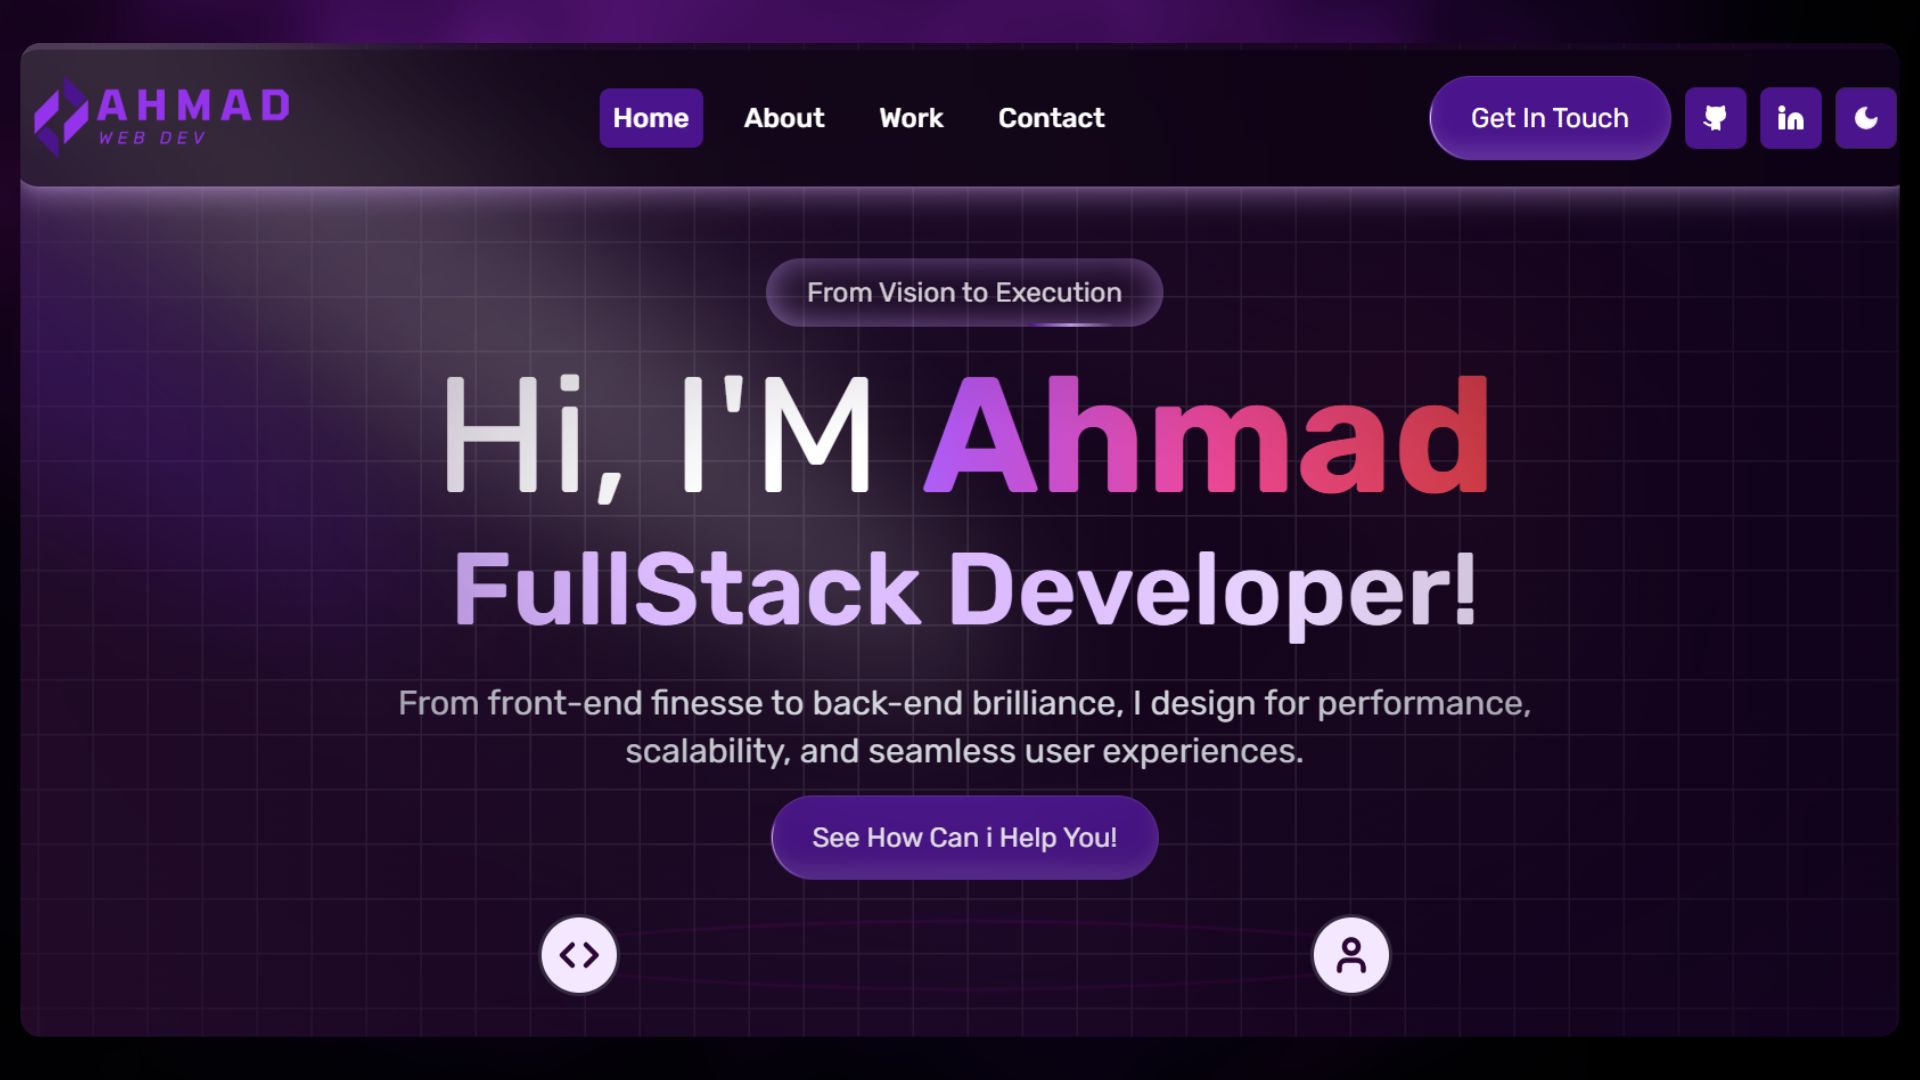 AHMAD
WEB DEV
Home About Work Contact
Get In Touch
in
From Vision to Execution
Hi, I'M Ahmad
FullStack Developer!
From front-end finesse to back-end brilliance, I design for performance,
scalability, and seamless user experiences.
See How Can i Help You!